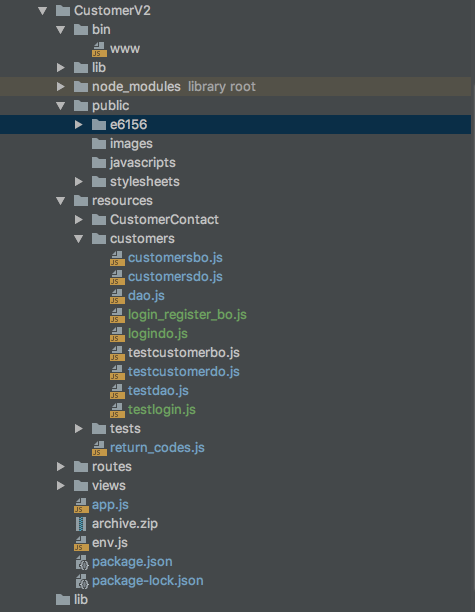 CustomerV2
bin
www
lib
node_modules library root
public
e6156
images
javascripts
stylesheets
resources
CustomerContact
customers
customersbo.js
customersdo.js
dao.js
login_register_bo.js
logindo.js
testcustomerbo.js
testcustomerdo.js
testdao.js
testlogin.js
tests
return_codes.js
routes
views
app.js
archive.zip
env.js
package.json
package-lock.json
lib